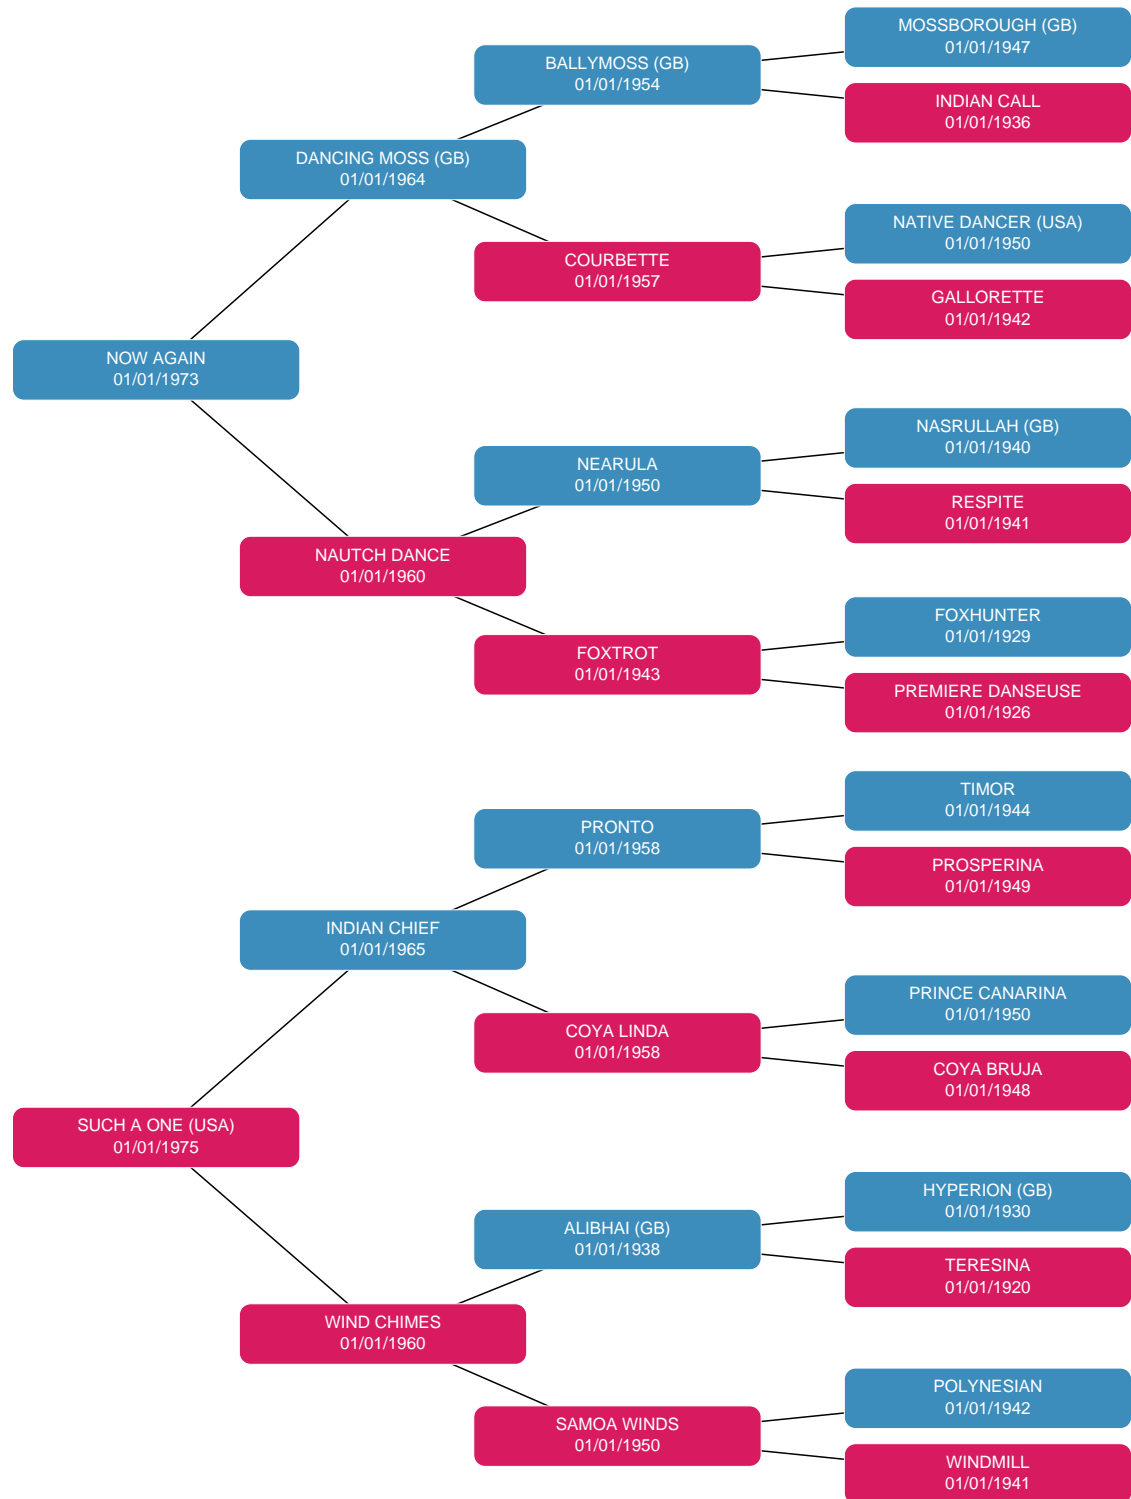 MOSSBOROUGH (GB)
01/01/1947
BALLYMOSS (GB)
01/01/1954
INDIAN CALL
01/01/1936
DANCING MOSS (GB)
01/01/1964
NATIVE DANCER (USA)
01/01/1950
COURBETTE
01/01/1957
GALLORETTE
01/01/1942
NOW AGAIN
01/01/1973
NASRULLAH (GB)
01/01/1940
NEARULA
01/01/1950
RESPITE
01/01/1941
NAUTCH DANCE
01/01/1960
FOXHUNTER
01/01/1929
FOXTROT
01/01/1943
PREMIERE DANSEUSE
01/01/1926
TIMOR
01/01/1944
PRONTO
01/01/1958
PROSPERINA
01/01/1949
INDIAN CHIEF
01/01/1965
PRINCE CANARINA
01/01/1950
COYA LINDA
01/01/1958
COYA BRUJA
01/01/1948
SUCH A ONE (USA)
01/01/1975
HYPERION (GB)
01/01/1930
ALIBHAI (GB)
01/01/1938
TERESINA
01/01/1920
WIND CHIMES
01/01/1960
POLYNESIAN
01/01/1942
SAMOA WINDS
01/01/1950
WINDMILL
01/01/1941